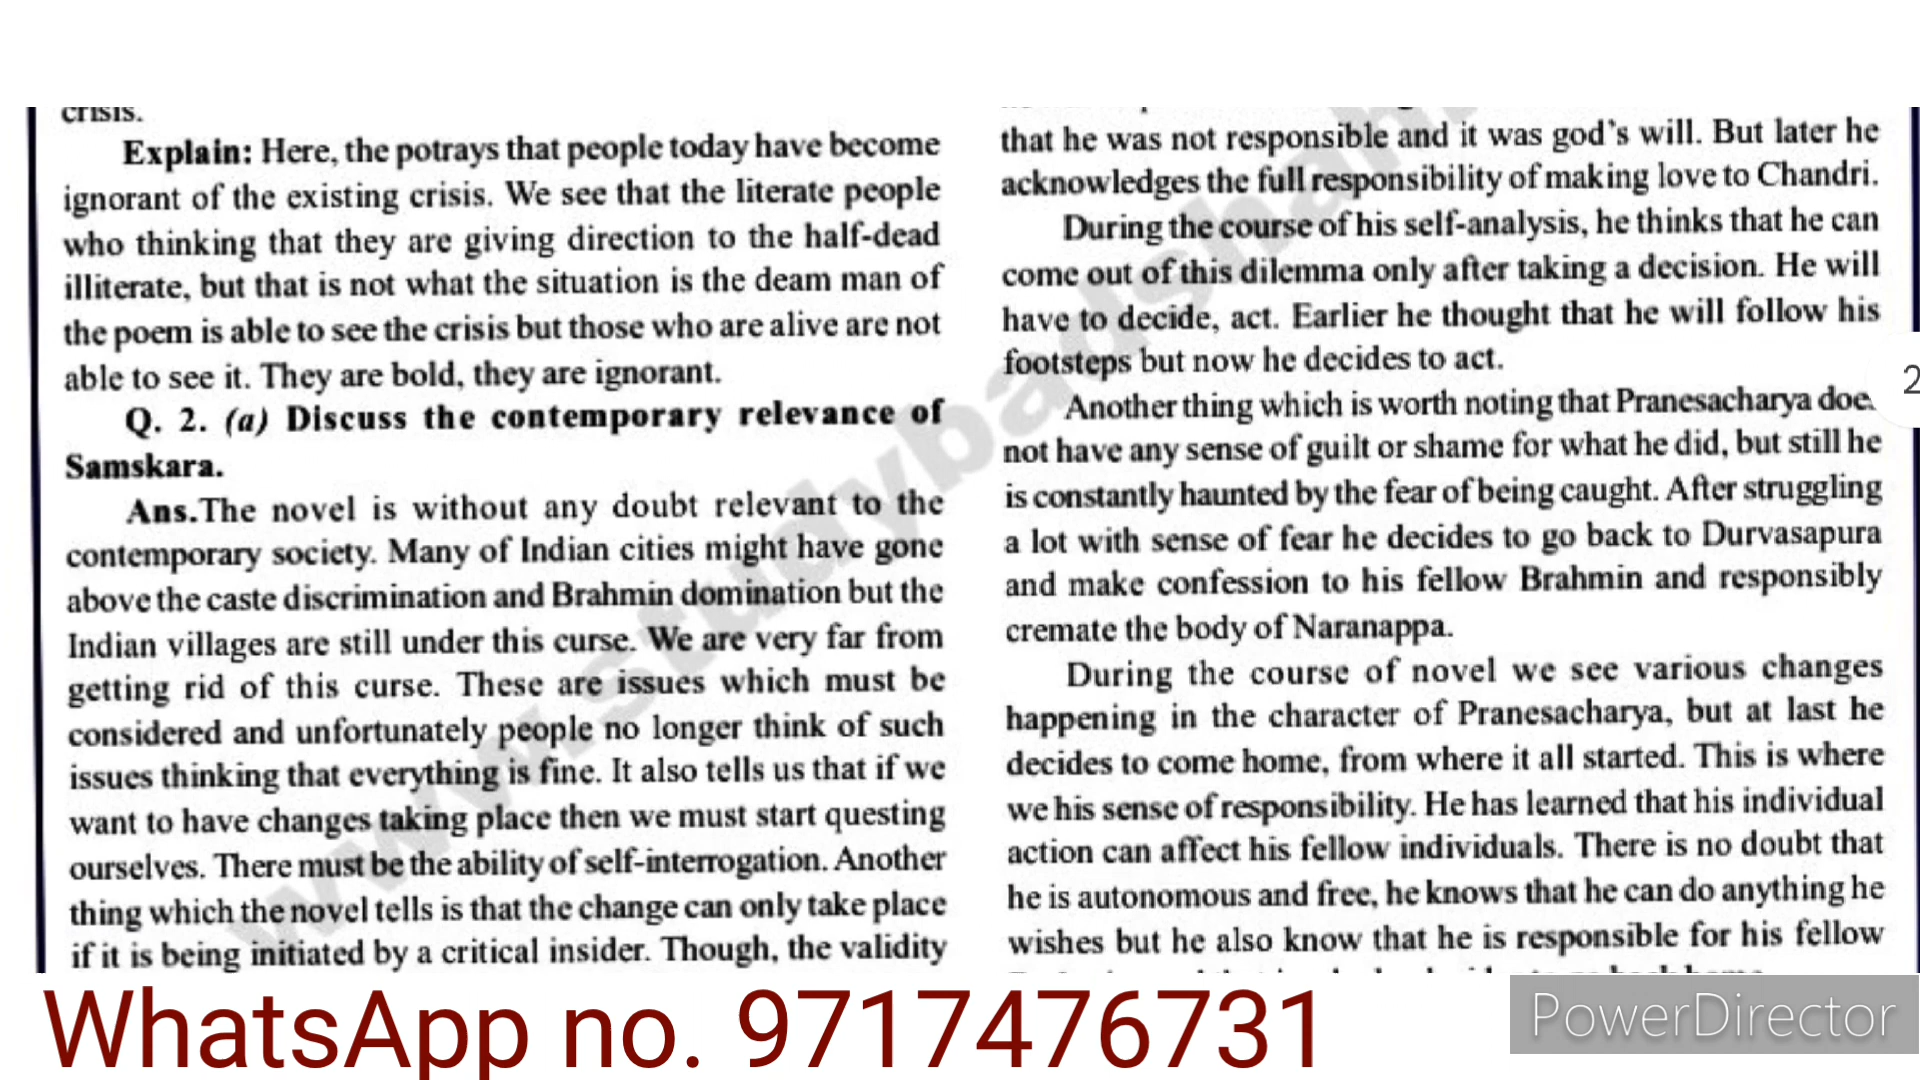 crisis.
Explain: Here, the potrays that people today have become
ignorant of the existing crisis. We see that the literate people
who thinking that they are giving direction to the half-dead
illiterate, but that is not what the situation is the deam man of
the poem is able to see the crisis but those who are alive are not
able to see it. They are bold, they are ignorant.
Q. 2. (a) Discuss the contemporary relevance of
Samskara.
Ans.The novel is without any doubt relevant to the
contemporary society. Many of Indian cities might have gone
above the caste discrimination and Brahmin domination but the
Indian villages are still under this curse. We are very far from
getting rid of this curse. These are issues which must be
considered and unfortunately people no longer think of such
issues thinking that everything is fine. It also tells us that if we
want to have changes taking place then we must start questing
ourselves. There must be the ability of self-interrogation. Another
thing which the novel tells is that the change can only take place
if it is being initiated by a critical insider. Though, the validity
that he was not responsible and it was god's will. But later he
acknowledges the full responsibility of making love to Chandri.
During the course of his self-analysis, he thinks that he can
come out of this dilemma only after taking a decision. He will
have to decide, act. Earlier he thought that he will follow his
footsteps but now he decides to act.
Another thing which is worth noting that Pranesacharya doe
not have any sense of guilt or shame for what he did, but still he
is constantly haunted by the fear of being caught. After struggling
a lot with sense of fear he decides to go back to Durvasapura
and make confession to his fellow Brahmin and responsibly
cremate the body of Naranappa.
During the course of novel we see various changes
happening in the character of Pranesacharya, but at last he
decides to come home, from where it all started. This is where
we his sense of responsibility. He has learned that his individual
action can affect his fellow individuals. There is no doubt that
he is autonomous and free, he knows that he can do anything he
wishes but he also know that he is responsible for his fellow
2
WhatsApp no. 9717476731
PowerDirector